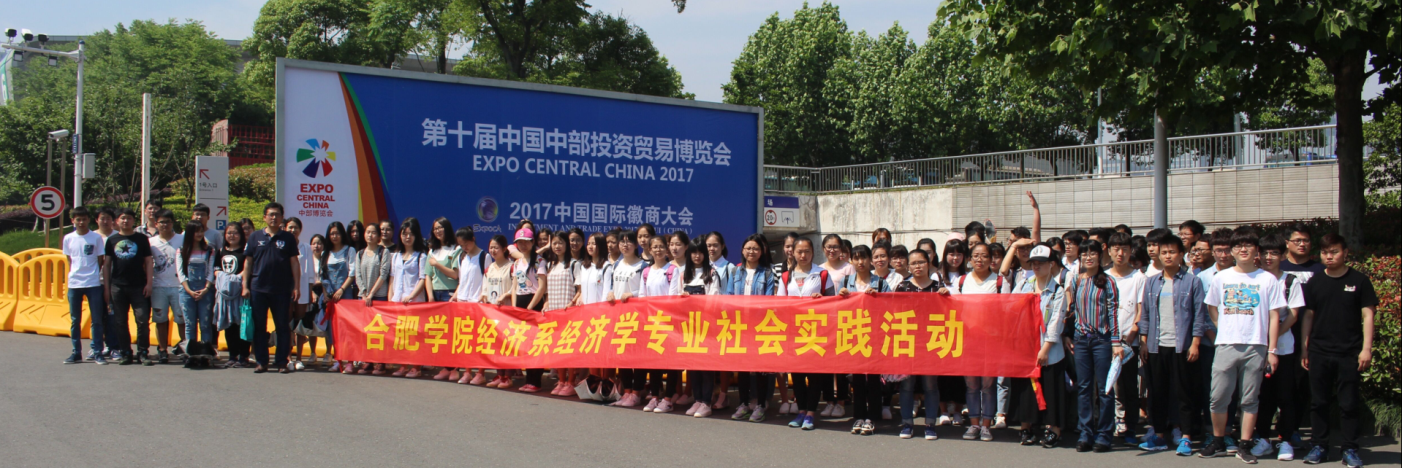 第十届中国中部投资贸易博览会
EXPO CENTRAL CHINA 2017
EXPO
CENTRAL
CHINA
中部博览会
2017中国国际徽商大会
5
P
合肥学院经济系经济学专业社会实践活动